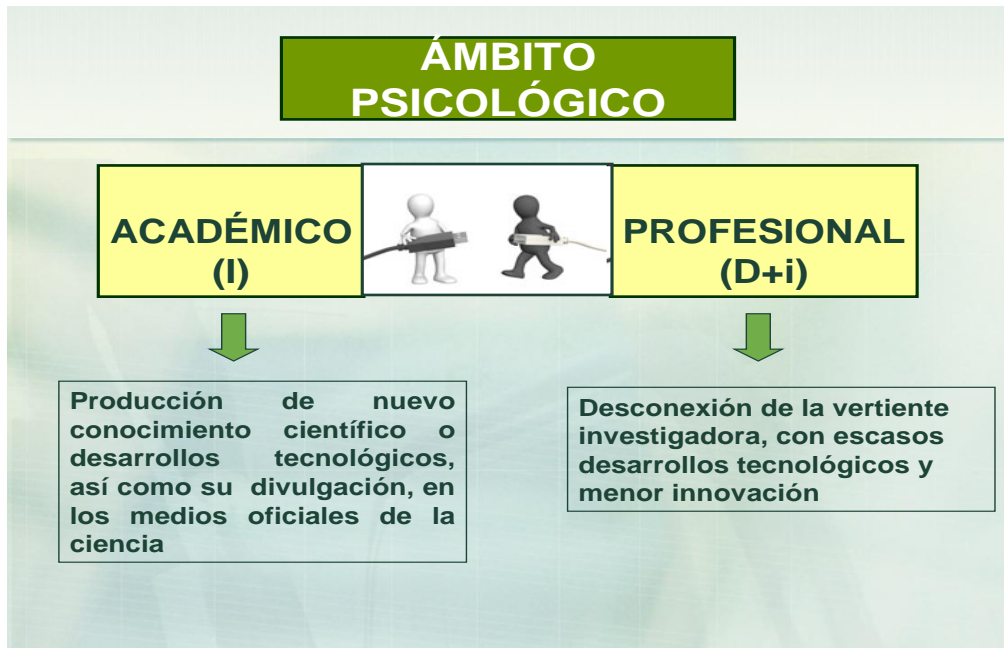 ÁMBITO
PSICOLÓGICO
ACADÉMICO
(I)
PROFESIONAL
(D+i)
Producción de nuevo
conocimiento científico o
desarrollos tecnológicos,
así como su divulgación, en
los medios oficiales de la
ciencia
Desconexión de la vertiente
investigadora, con escasos
desarrollos tecnológicos y
menor innovación